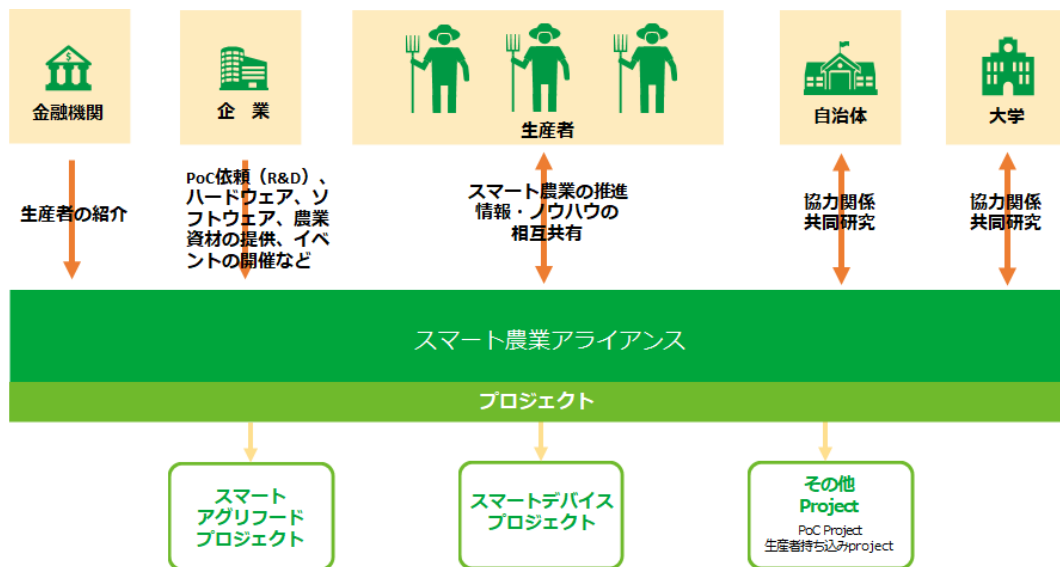 $
金融機関
企　業
生産者
自治体
大学
生産者の紹介
PoC依頼（R&D）、
ハードウェア、ソ
フトウェア、農業
資材の提供、イベ
ントの開催など
スマート農業の推進
情報・ノウハウの
相互共有
協力関係
共同研究
協力関係
共同研究
スマート農業アライアンス
プロジェクト
スマート
アグリフード
プロジェクト
スマートデバイス
プロジェクト
その他
Project
PoC Project
生産者持ち込みproject